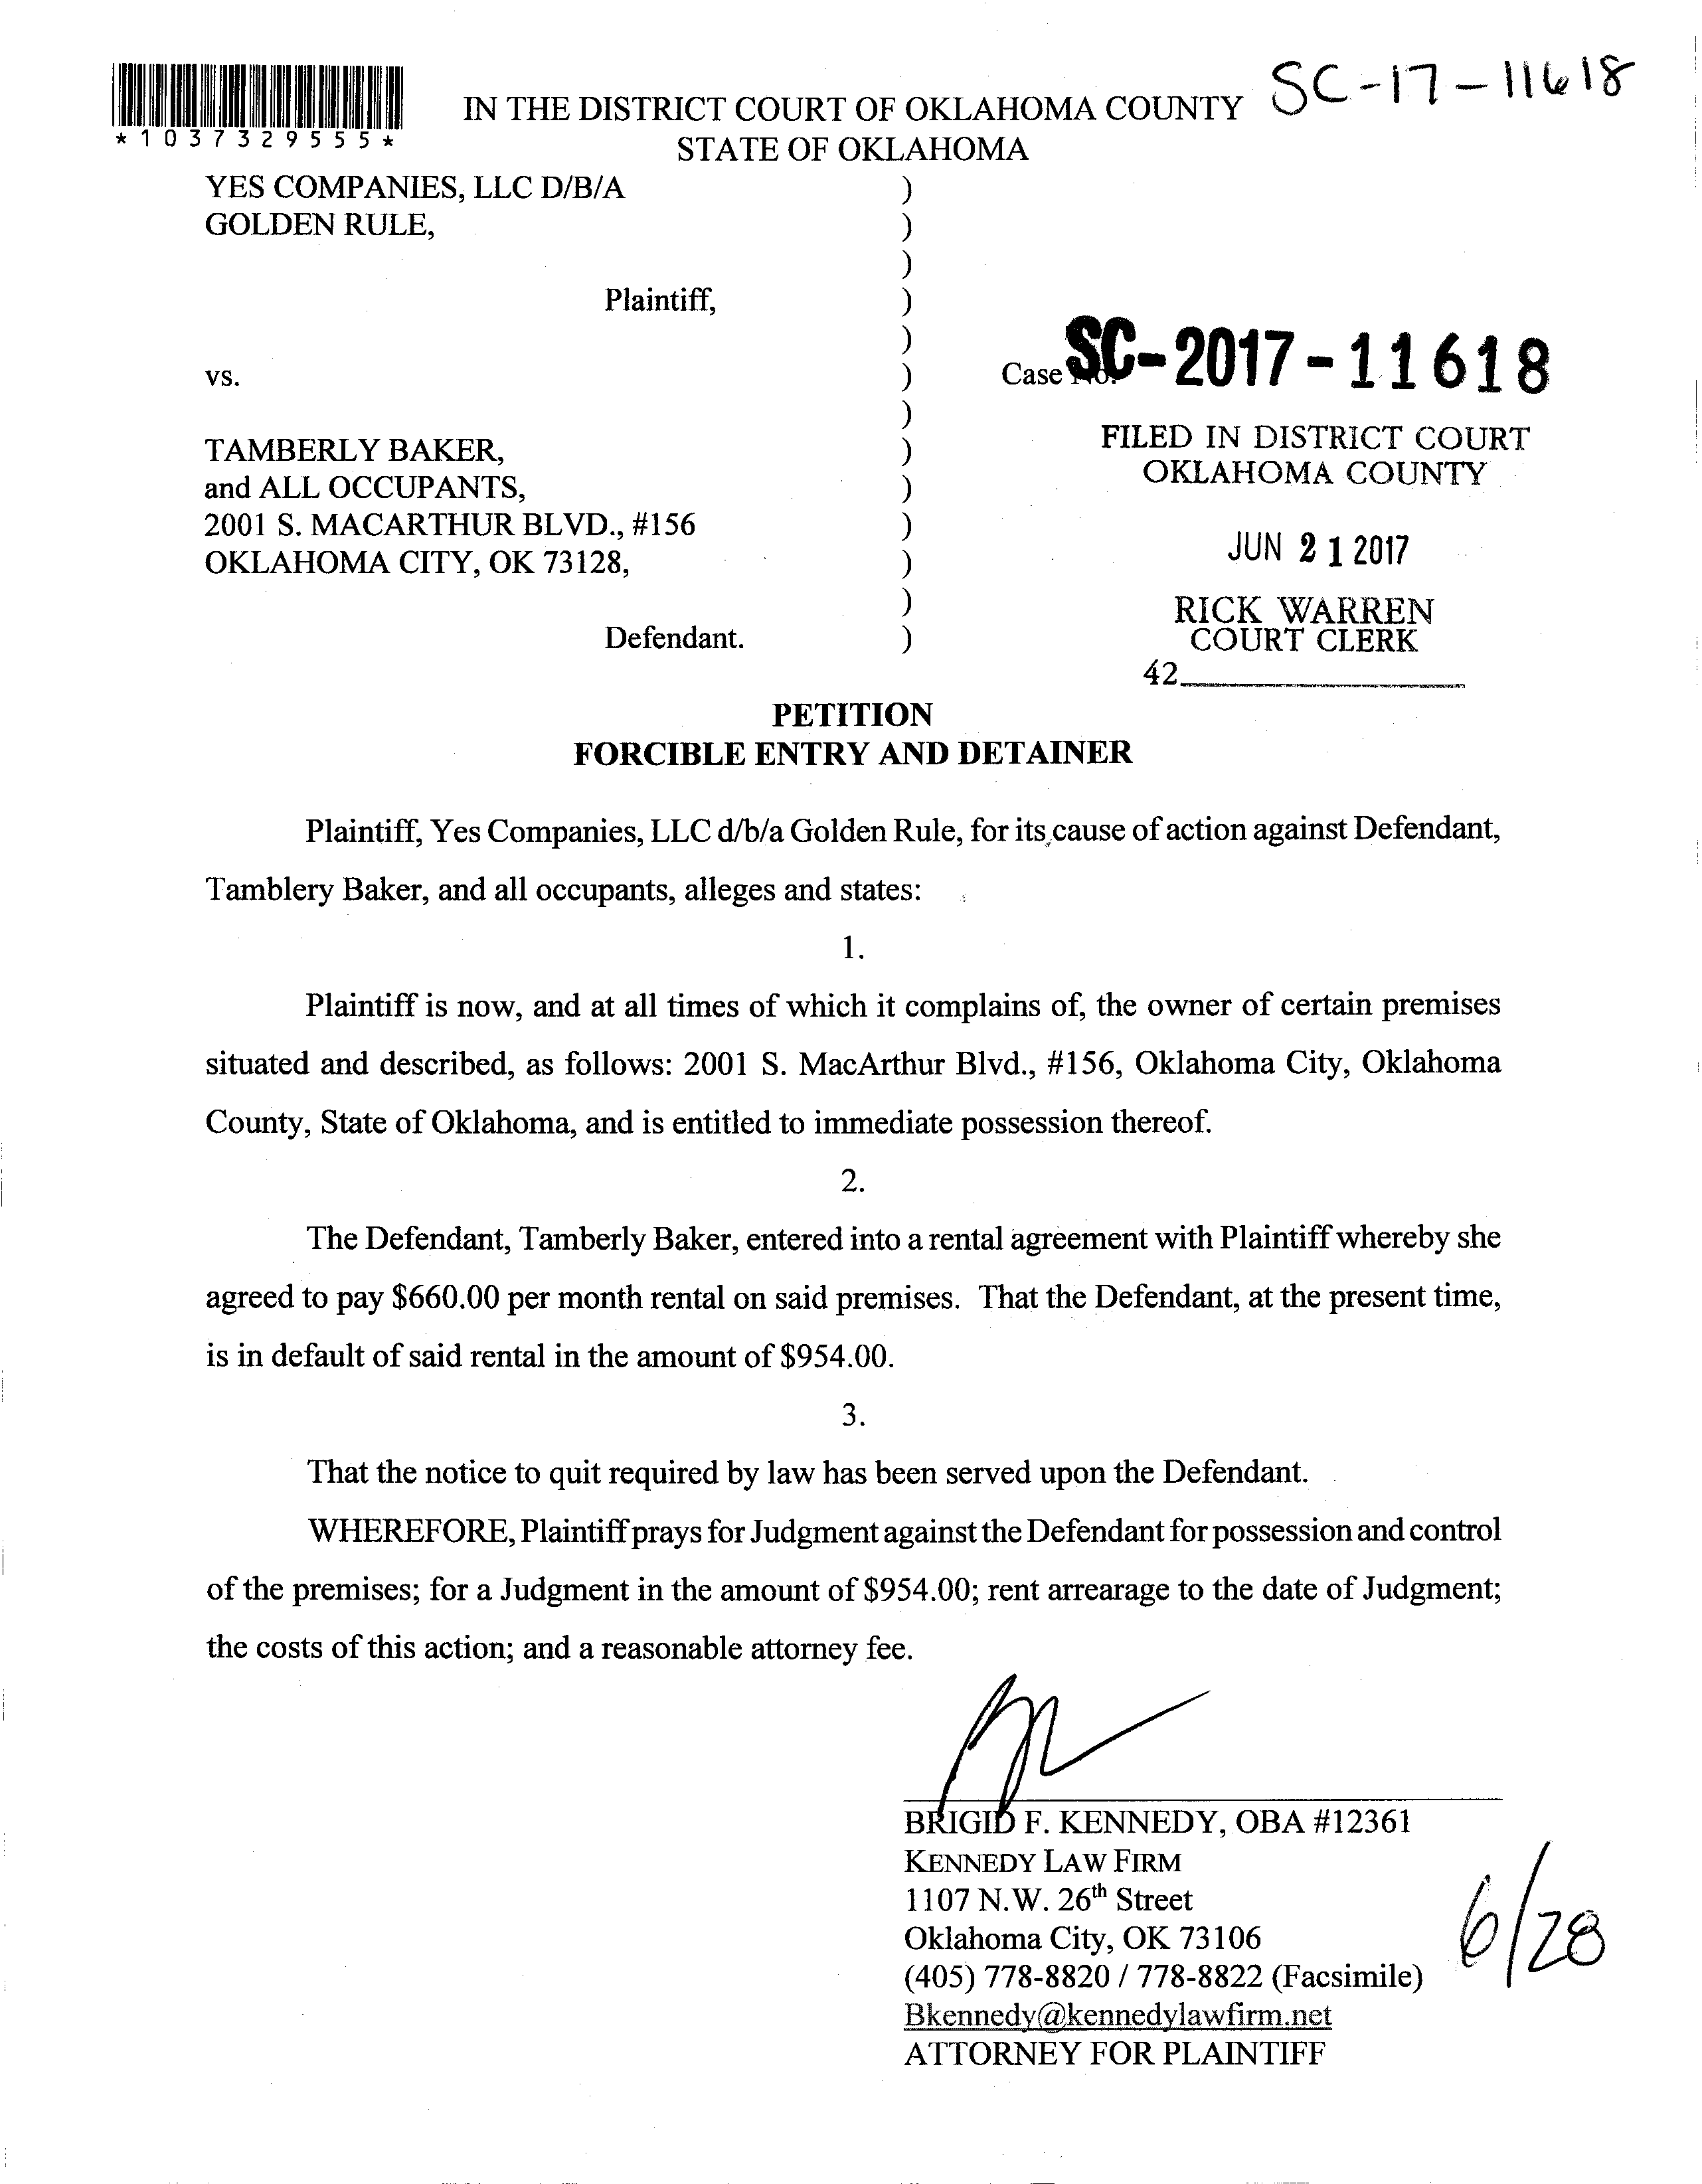 SC-17-11618
*1037329555*
IN THE DISTRICT COURT OF OKLAHOMA COUNTY
STATE OF OKLAHOMA
YES COMPANIES, LLC D/B/A )
GOLDEN RULE, )
)
Plaintiff, )
)
vs. )
Case No. SC-2017-11618
)
TAMBERLY BAKER, )
and ALL OCCUPANTS, )
2001 S. MACARTHUR BLVD., #156 )
OKLAHOMA CITY, OK 73128, )
)
Defendant. )
FILED IN DISTRICT COURT
OKLAHOMA COUNTY
JUN 21 2017
RICK WARREN
COURT CLERK
42
PETITION
FORCIBLE ENTRY AND DETAINER
Plaintiff, Yes Companies, LLC d/b/a Golden Rule, for its cause of action against Defendant,
Tamblery Baker, and all occupants, alleges and states:
1.
Plaintiff is now, and at all times of which it complains of, the owner of certain premises
situated and described, as follows: 2001 S. MacArthur Blvd., #156, Oklahoma City, Oklahoma
County, State of Oklahoma, and is entitled to immediate possession thereof.
2.
The Defendant, Tamberly Baker, entered into a rental agreement with Plaintiff whereby she
agreed to pay $660.00 per month rental on said premises. That the Defendant, at the present time,
is in default of said rental in the amount of $954.00.
3.
That the notice to quit required by law has been served upon the Defendant.
WHEREFORE, Plaintiff prays for Judgment against the Defendant for possession and control
of the premises; for a Judgment in the amount of $954.00; rent arrearage to the date of Judgment;
the costs of this action; and a reasonable attorney fee.
BRIGID F. KENNEDY, OBA #12361
KENNEDY LAW FIRM
1107 N.W. 26th Street
Oklahoma City, OK 73106
(405) 778-8820 / 778-8822 (Facsimile)
Bkennedy@kennedylawfirm.net
ATTORNEY FOR PLAINTIFF
6/28